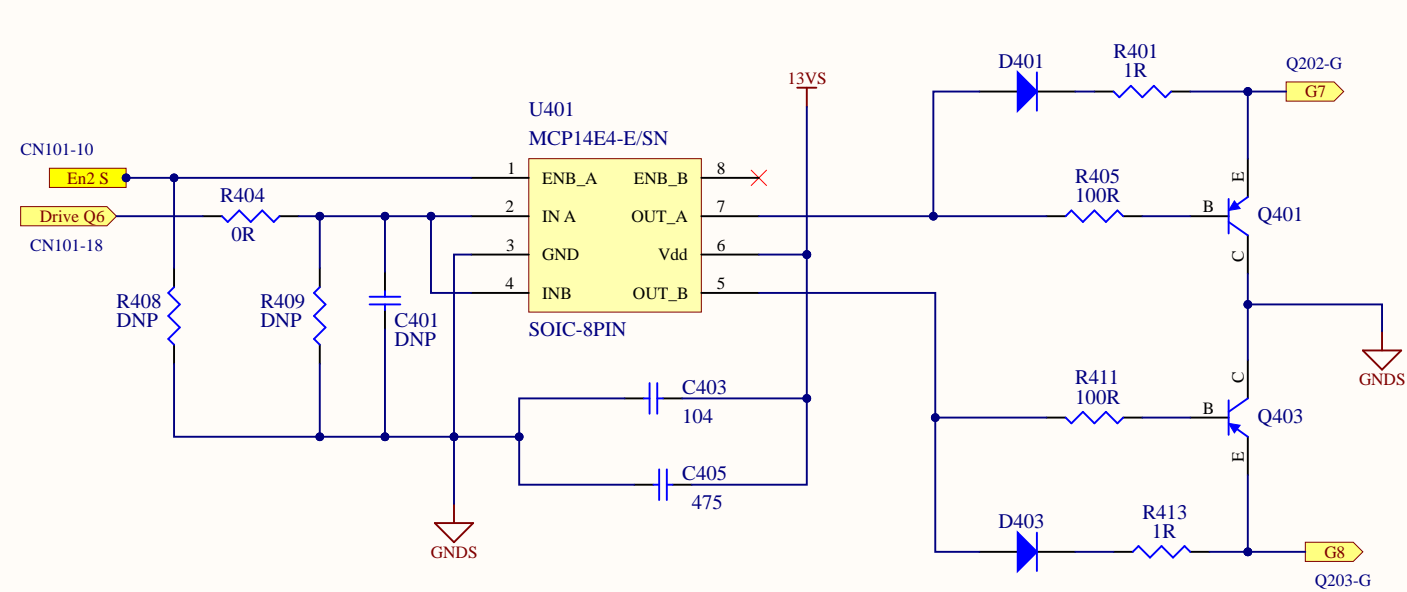 D401
R401
1R
Q202-G
G7
13VS
U401
MCP14E4-E/SN
CN101-10
En2 S
1
ENB_A
ENB_B
8
R404
0R
Drive Q6
CN101-18
2
IN A
OUT_A
7
R405
100R
E
B
Q401
C
3
GND
Vdd
6
4
INB
OUT_B
5
SOIC-8PIN
R408
DNP
R409
DNP
C401
DNP
GNDS
C403
104
R411
100R
C
B
Q403
E
C405
475
GNDS
D403
R413
1R
G8
Q203-G